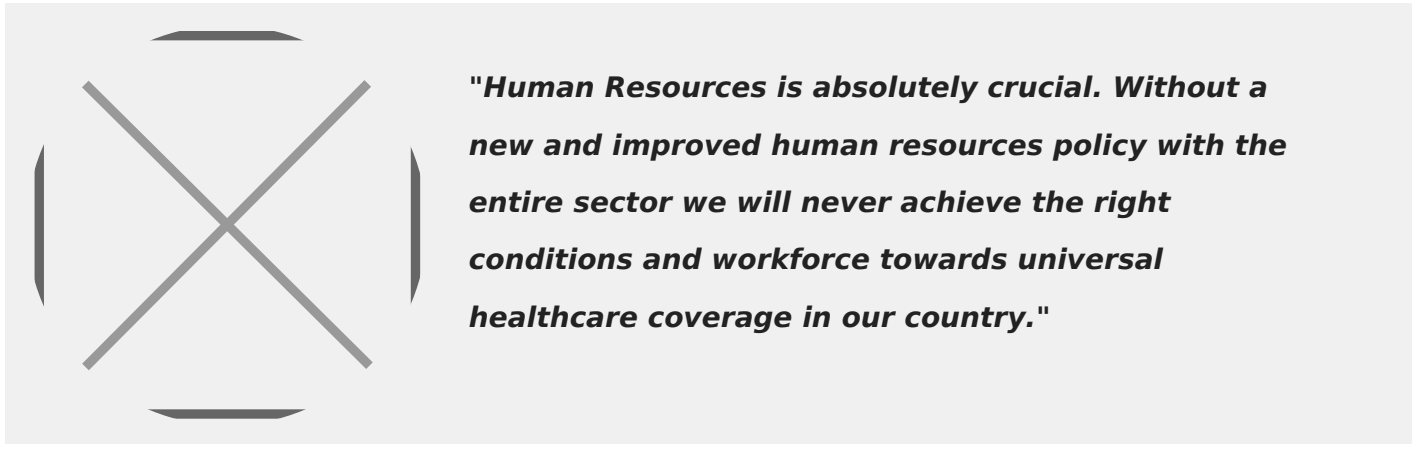 "Human Resources is absolutely crucial. Without a
new and improved human resources policy with the
entire sector we will never achieve the right
conditions and workforce towards universal
healthcare coverage in our country."